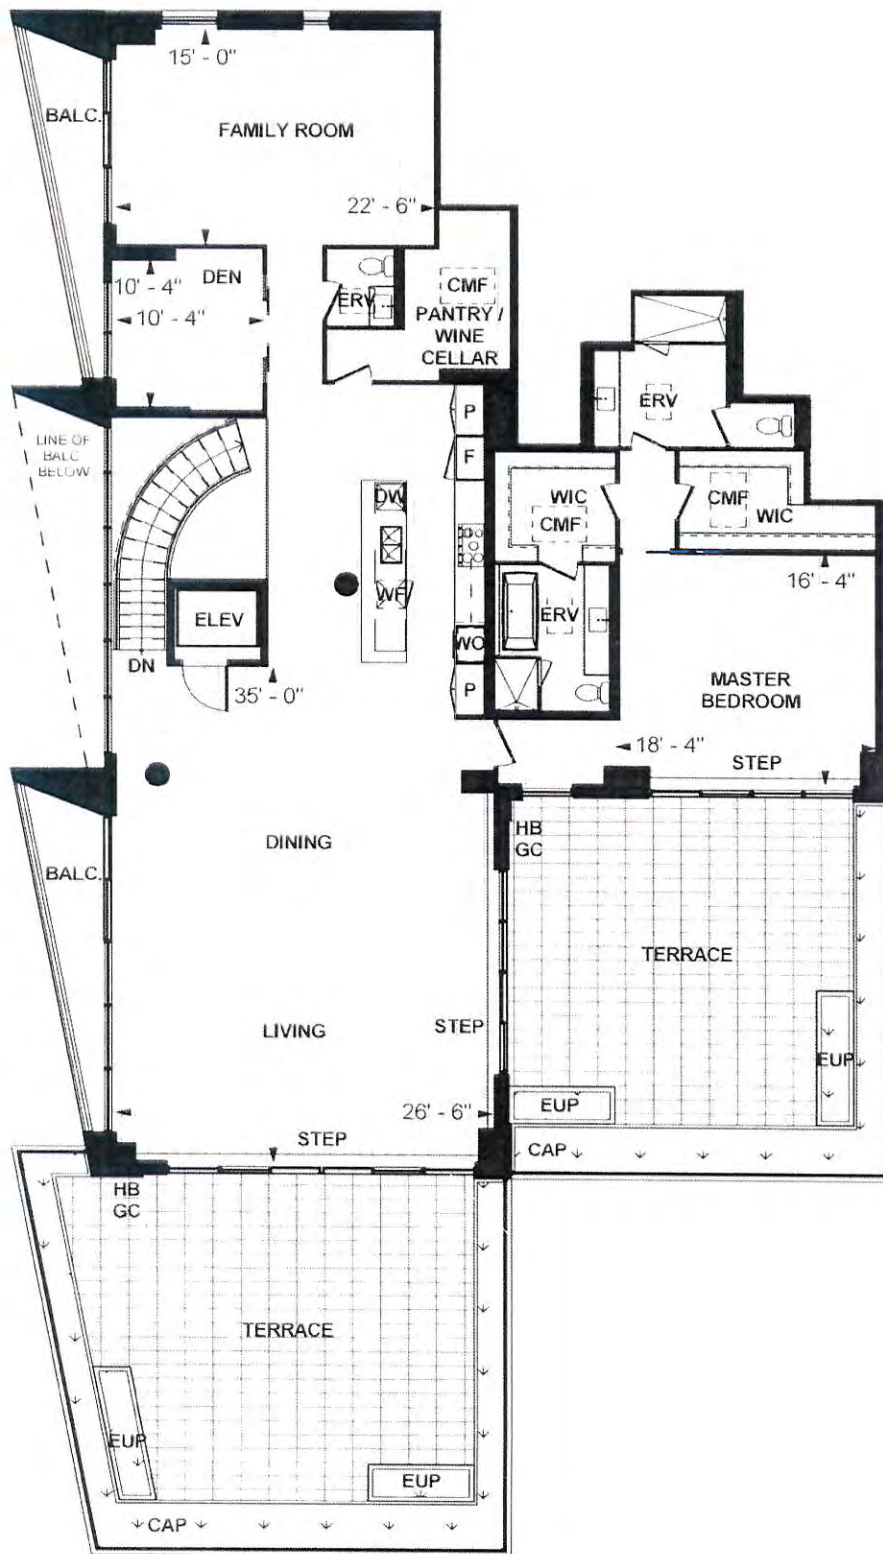 15' - 0"
BALC.
FAMILY ROOM
22' - 6"
DEN
10' - 4"
10' - 4"
ERV
CMF
PANTRY /
WINE
CELLAR
ERV
P
F
LINE OF
BALC
BELOW
WIC
CMF
CMF
WIC
DW
16' - 4"
WF
ERV
ELEV
WO
DN
35' - 0"
P
MASTER
BEDROOM
18' - 4"
STEP
HB
GC
DINING
BALC.
TERRACE
LIVING
STEP
EUP
26' - 6"
EUP
STEP
CAP
HB
GC
TERRACE
EUP
EUP
CAP